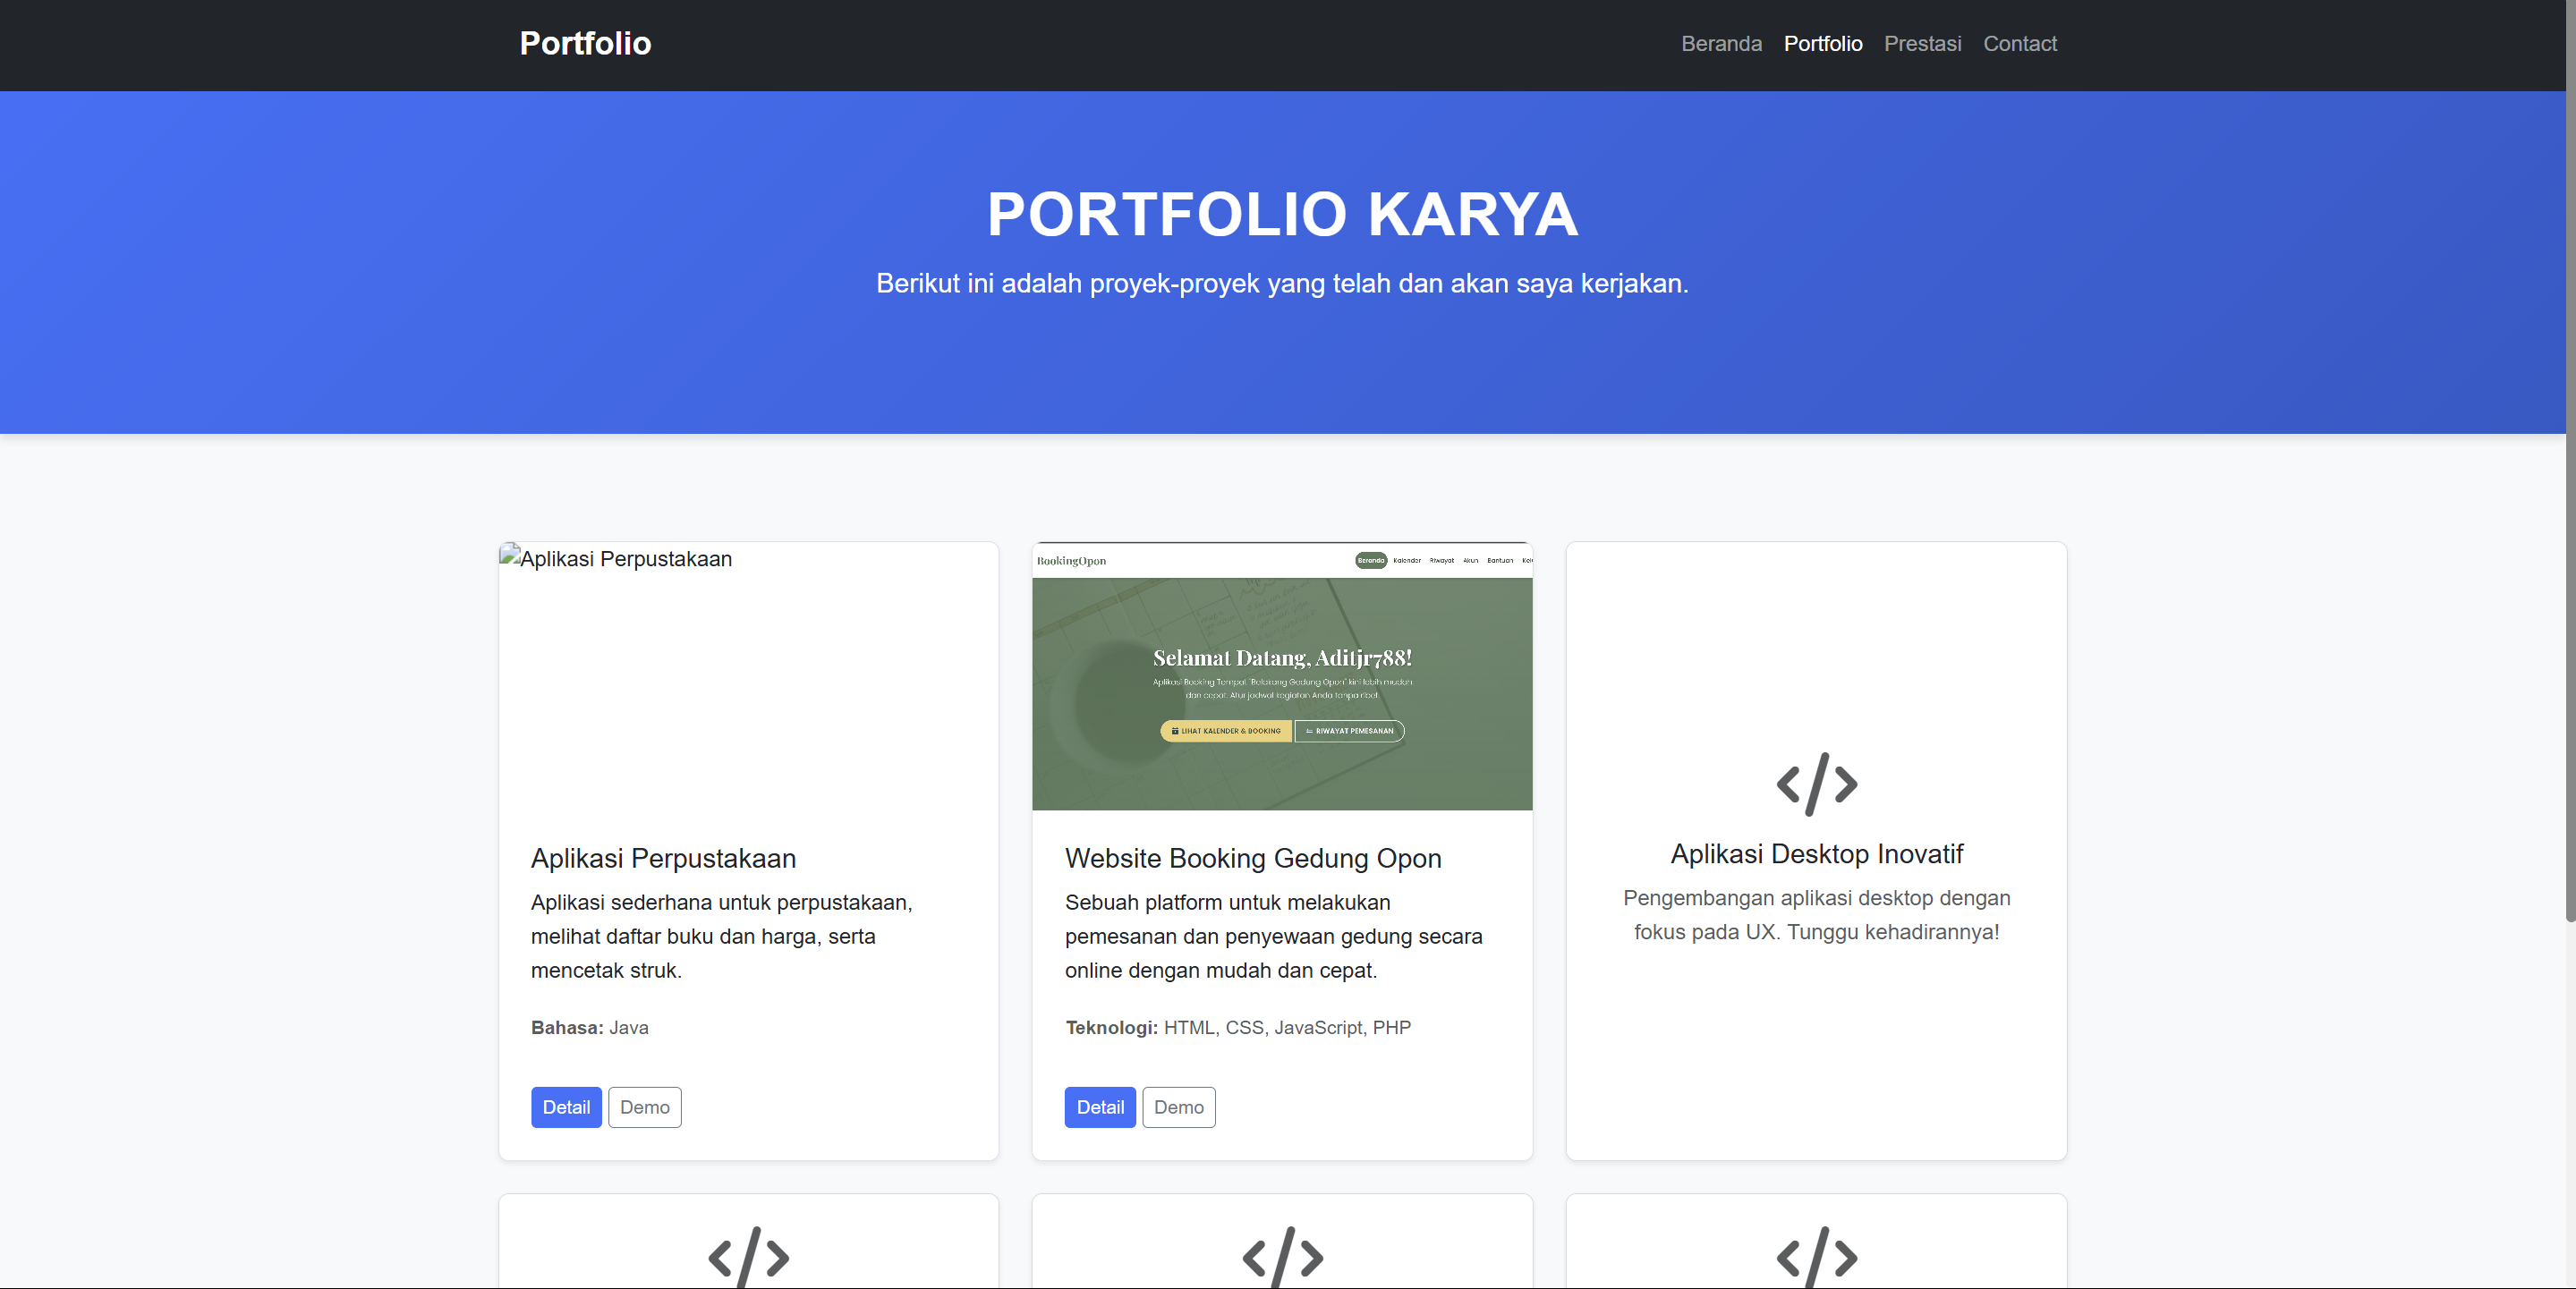 Portfolio
Beranda Portfolio Prestasi Contact
PORTFOLIO KARYA
Berikut ini adalah proyek-proyek yang telah dan akan saya kerjakan.
Aplikasi Perpustakaan
Aplikasi Perpustakaan
Aplikasi sederhana untuk perpustakaan,
melihat daftar buku dan harga, serta
mencetak struk.
Bahasa: Java
Detail Demo
BookingOpon
Beranda Kalender Riwayat Akun Bantuan
Selamat Datang, Aditjr788!
Aplikasi Booking Tempat "Belakang Gedung Opon" kini lebih mudah
dan cepat. Atur jadwal kegiatan Anda tanpa ribet.
LIHAT KALENDER & BOOKING RIWAYAT PEMESANAN
Website Booking Gedung Opon
Sebuah platform untuk melakukan
pemesanan dan penyewaan gedung secara
online dengan mudah dan cepat.
Teknologi: HTML, CSS, JavaScript, PHP
Detail Demo
Aplikasi Desktop Inovatif
Pengembangan aplikasi desktop dengan
fokus pada UX. Tunggu kehadirannya!